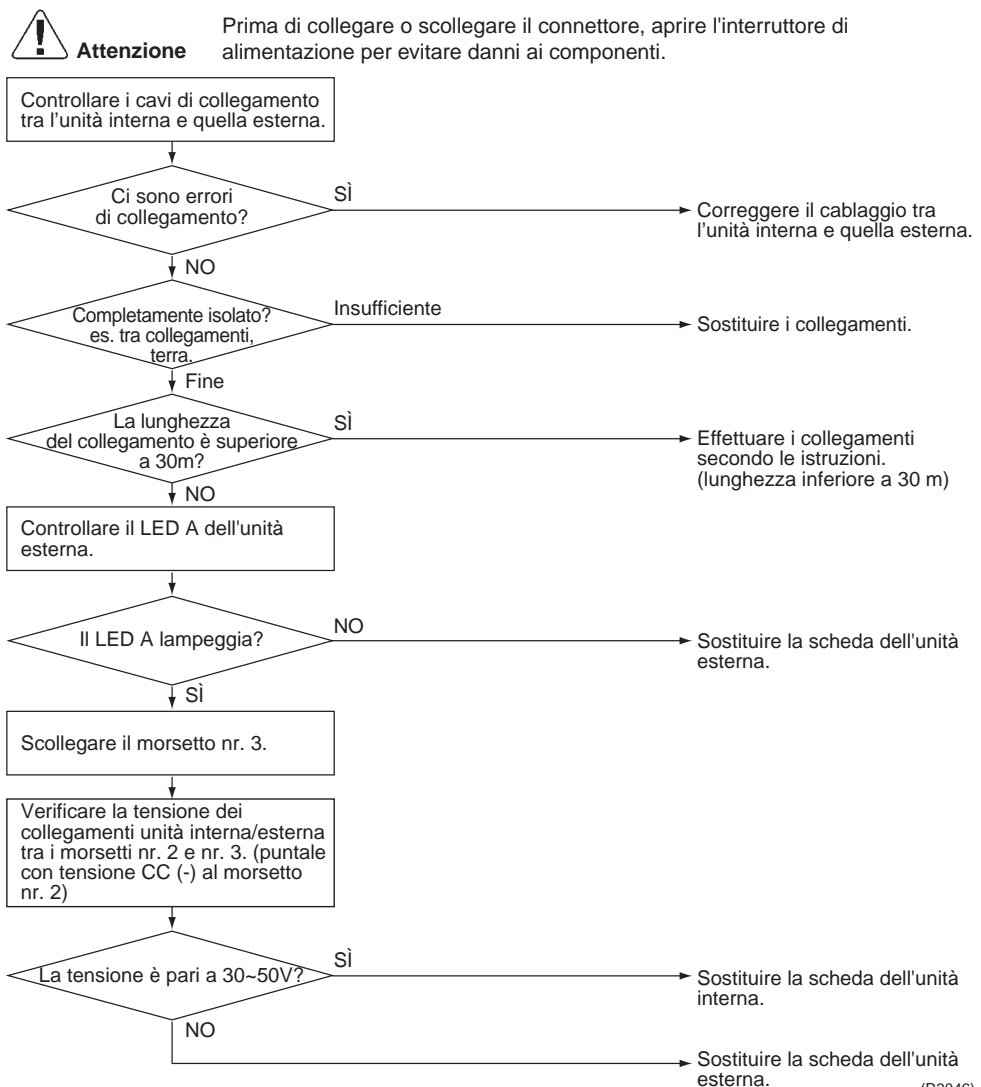 Attenzione
Prima di collegare o scollegare il connettore, aprire l'interruttore di
alimentazione per evitare danni ai componenti.
Controllare i cavi di collegamento
tra l'unità interna e quella esterna.
Ci sono errori
di collegamento?
SÌ
Correggere il cablaggio tra
l'unità interna e quella esterna.
NO
Completamente isolato?
es. tra collegamenti,
terra.
Insufficiente
Sostituire i collegamenti.
Fine
La lunghezza
del collegamento è superiore
a 30m?
SÌ
Effettuare i collegamenti
secondo le istruzioni.
(lunghezza inferiore a 30 m)
NO
Controllare il LED A dell'unità
esterna.
Il LED A lampeggia?
NO
Sostituire la scheda dell'unità
esterna.
SÌ
Scollegare il morsetto nr. 3.
Verificare la tensione dei
collegamenti unità interna/esterna
tra i morsetti nr. 2 e nr. 3. (puntale
con tensione CC (-) al morsetto
nr. 2)
La tensione è pari a 30~50V?
SÌ
Sostituire la scheda dell'unità
interna.
NO
Sostituire la scheda dell'unità
esterna.